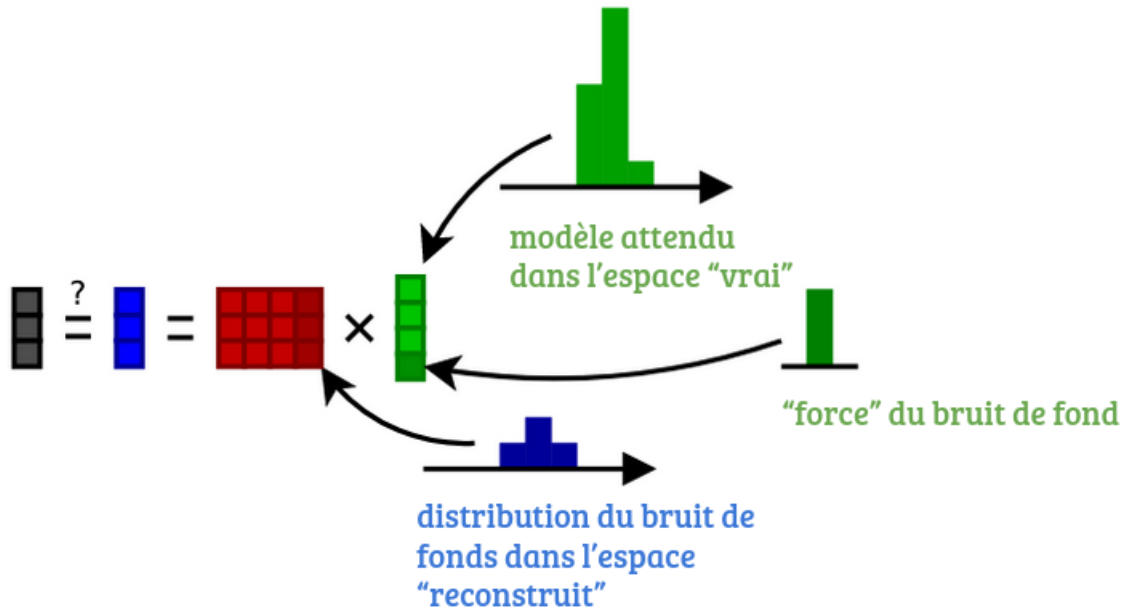 modèle attendu
dans l’espace “vrai”
?
=
=
×
“force” du bruit de fond
distribution du bruit de
fonds dans l’espace
“reconstruit”